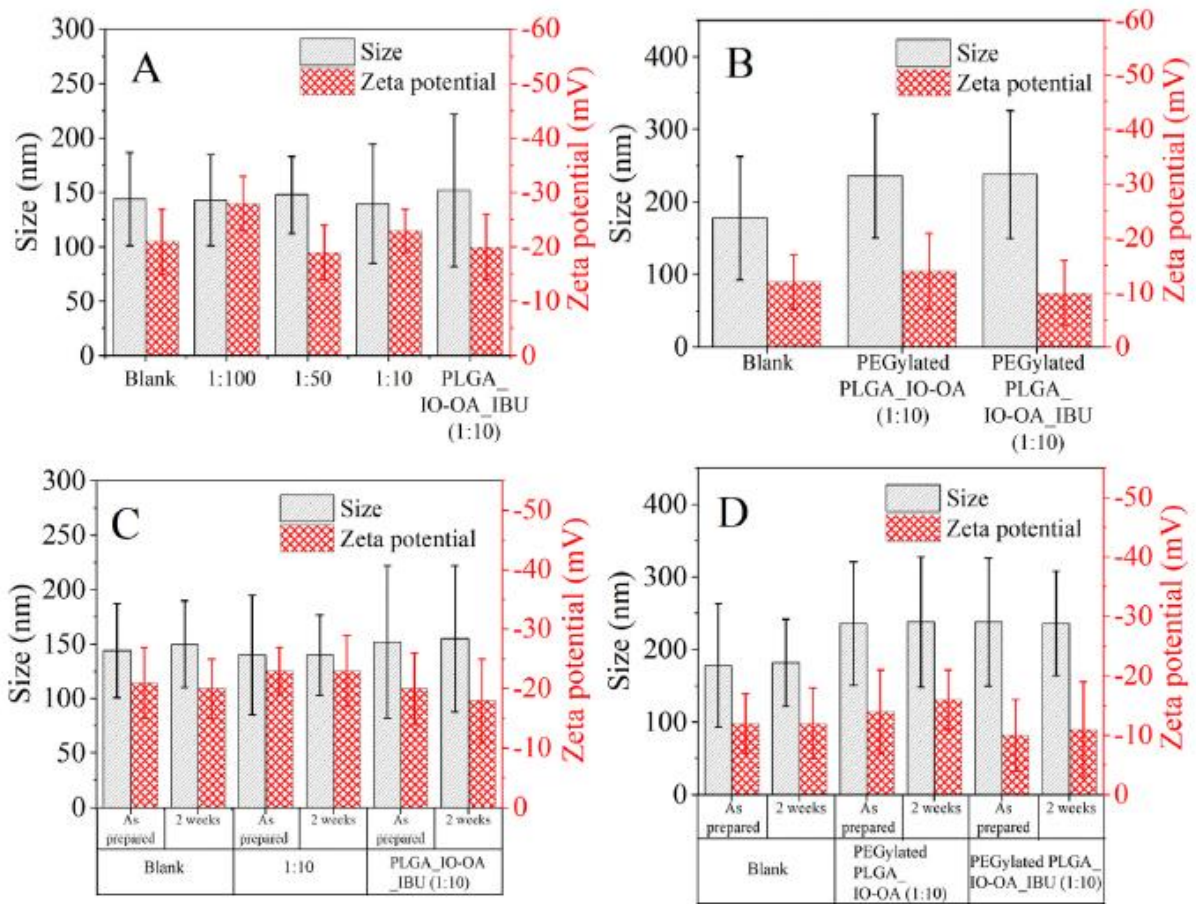 A
Size
Zeta potential
Size (nm)
300
250
200
150
100
50
0
Zeta potential (mV)
-60
-50
-40
-30
-20
-10
0
Blank
1:100
1:50
1:10
PLGA_
IO-OA_IBU
(1:10)
B
Size
Zeta potential
Size (nm)
400
300
200
100
0
Zeta potential (mV)
-60
-50
-40
-30
-20
-10
0
Blank
PEGylated
PLGA_IO-OA
(1:10)
PEGylated
PLGA_
IO-OA_IBU
(1:10)
C
Size
Zeta potential
Size (nm)
300
250
200
150
100
50
0
Zeta potential (mV)
-50
-40
-30
-20
-10
0
As
prepared
2 weeks
As
prepared
2 weeks
As
prepared
2 weeks
Blank
1:10
PLGA_IO-OA
_IBU (1:10)
D
Size
Zeta potential
Size (nm)
400
300
200
100
0
Zeta potential (mV)
-50
-40
-30
-20
-10
0
As
prepared
2 weeks
As
prepared
2 weeks
As
prepared
2 weeks
Blank
PEGylated
PLGA_
IO-OA (1:10)
PEGylated PLGA_
IO-OA_IBU (1:10)